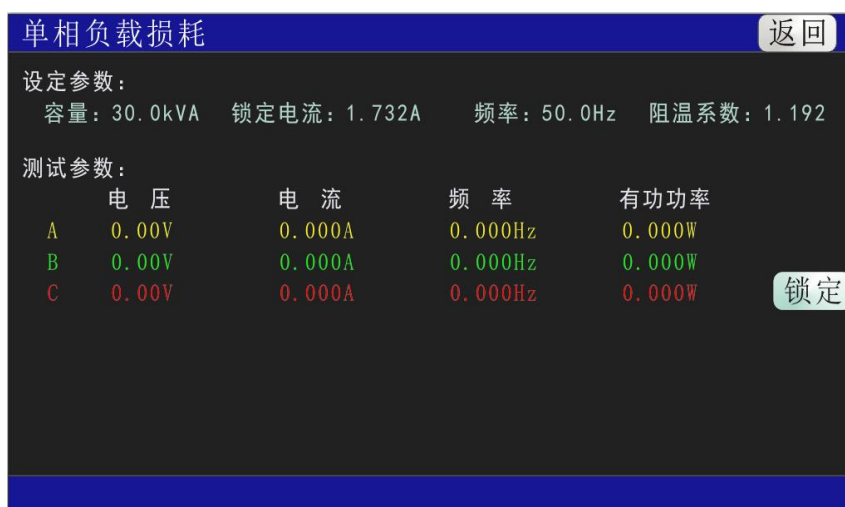 单相负载损耗 返回
设定参数：
容量：30.0kVA 锁定电流：1.732A 频率：50.0Hz 阻温系数：1.192
测试参数：
电 压 电 流 频 率 有功功率
A 0.00V 0.000A 0.000Hz 0.000W
B 0.00V 0.000A 0.000Hz 0.000W
C 0.00V 0.000A 0.000Hz 0.000W
锁定